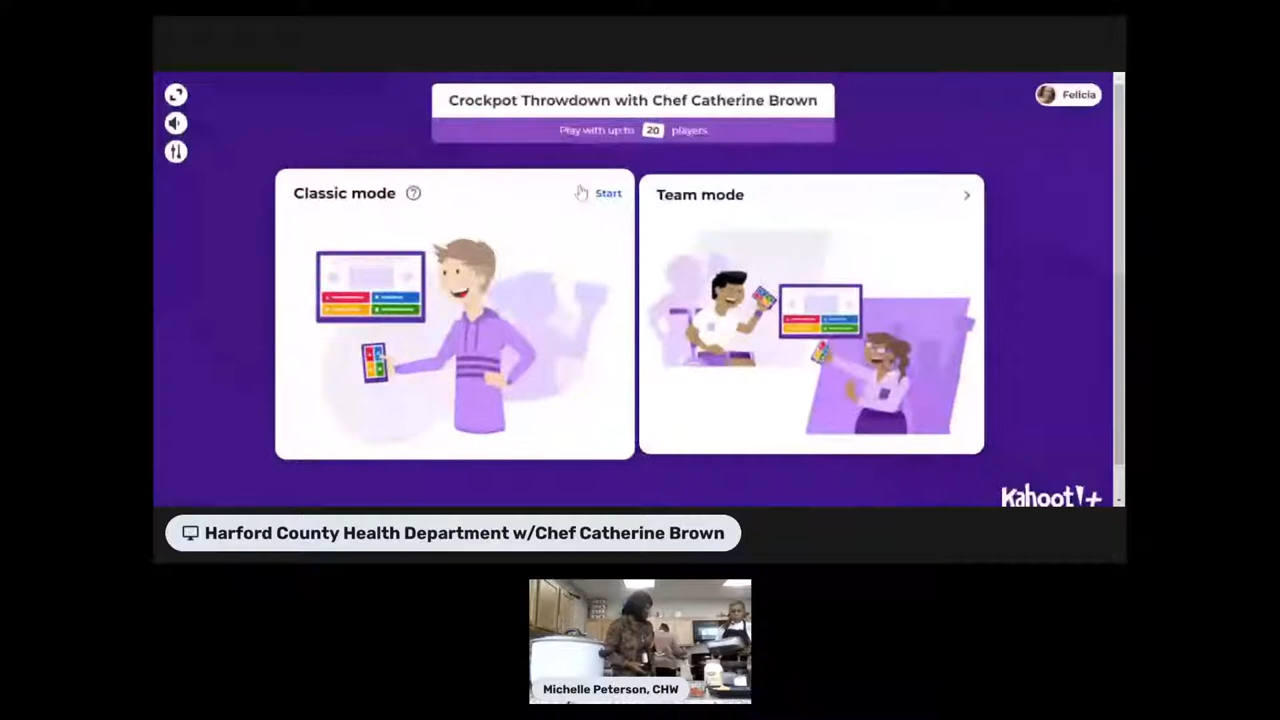 Crockpot Throwdown with Chef Catherine Brown
Play with up to 20 players
Felicia
Classic mode ?
Start
Team mode
Kahoot!+
Harford County Health Department w/Chef Catherine Brown
Michelle Peterson, CHW